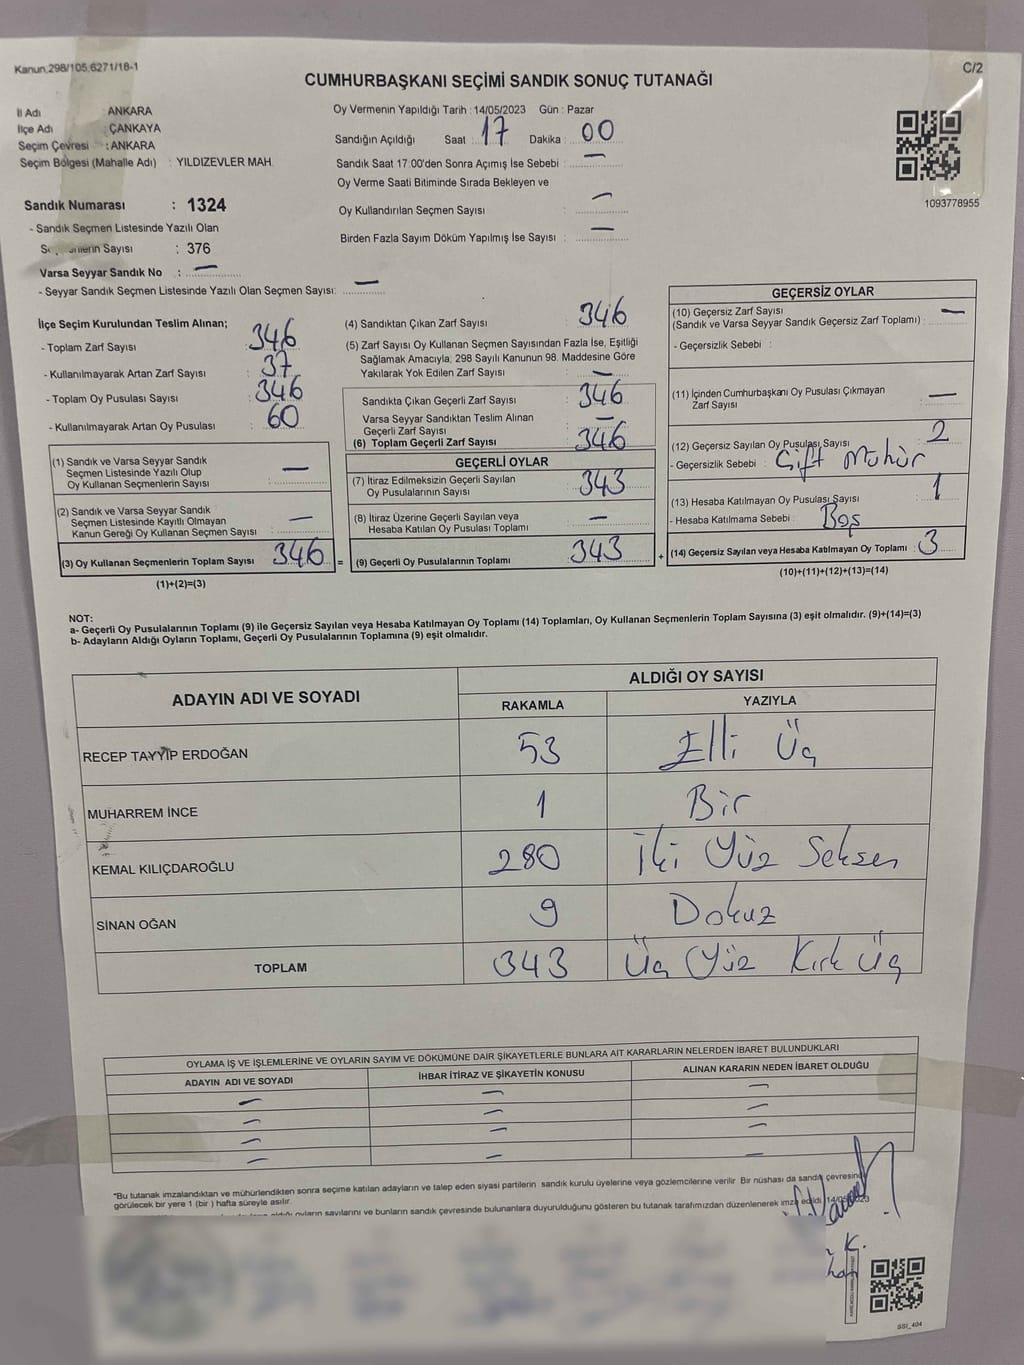 Kanun,298/105,6271/18-1
C/2
CUMHURBAŞKANI SEÇİMİ SANDIK SONUÇ TUTANAĞI
İl Adı : ANKARA
İlçe Adı : ÇANKAYA
Seçim Çevresi : ANKARA
Seçim Bölgesi (Mahalle Adı) : YILDIZEVLER MAH.
Oy Vermenin Yapıldığı Tarih : 14/05/2023 Gün : Pazar
Sandığın Açıldığı Saat : 17 Dakika : 00
Sandık Saat 17:00'den Sonra Açımış İse Sebebi : —
Oy Verme Saati Bitiminde Sırada Bekleyen ve
Oy Kullandırılan Seçmen Sayısı : —
Birden Fazla Sayım Döküm Yapılmış İse Sayısı : —
1093778955
Sandık Numarası : 1324
- Sandık Seçmen Listesinde Yazılı Olan
Sayısı : 376
Varsa Seyyar Sandık No : —
- Seyyar Sandık Seçmen Listesinde Yazılı Olan Seçmen Sayısı: —
İlçe Seçim Kurulundan Teslim Alınan;
- Toplam Zarf Sayısı : 346
- Kullanılmayarak Artan Zarf Sayısı : 37
- Toplam Oy Pusulası Sayısı : 346
- Kullanılmayarak Artan Oy Pusulası : 60
(1) Sandık ve Varsa Seyyar Sandık
Seçmen Listesinde Yazılı Olup
Oy Kullanan Seçmenlerin Sayısı : —
(2) Sandık ve Varsa Seyyar Sandık
Seçmen Listesinde Kayıtlı Olmayan
Kanun Gereği Oy Kullanan Seçmen Sayısı : —
(3) Oy Kullanan Seçmenlerin Toplam Sayısı 346 =
(1)+(2)=(3)
(4) Sandıktan Çıkan Zarf Sayısı : 346
(5) Zarf Sayısı Oy Kullanan Seçmen Sayısından Fazla İse, Eşitliği
Sağlamak Amacıyla, 298 Sayılı Kanunun 98. Maddesine Göre
Yakılarak Yok Edilen Zarf Sayısı : —
Sandıkta Çıkan Geçerli Zarf Sayısı : 346
Varsa Seyyar Sandıktan Teslim Alınan
Geçerli Zarf Sayısı : —
(6) Toplam Geçerli Zarf Sayısı : 346
GEÇERLİ OYLAR
(7) İtiraz Edilmeksizin Geçerli Sayılan
Oy Pusulalarının Sayısı : 343
(8) İtiraz Üzerine Geçerli Sayılan veya
Hesaba Katılan Oy Pusulası Toplamı : —
(9) Geçerli Oy Pusulalarının Toplamı : 343 +
GEÇERSİZ OYLAR
(10) Geçersiz Zarf Sayısı
(Sandık ve Varsa Seyyar Sandık Geçersiz Zarf Toplamı) : —
- Geçersizlik Sebebi :
(11) İçinden Cumhurbaşkanı Oy Pusulası Çıkmayan
Zarf Sayısı : —
(12) Geçersiz Sayılan Oy Pusulası Sayısı : 2
- Geçersizlik Sebebi : Çift Mühür
(13) Hesaba Katılmayan Oy Pusulası Sayısı : 1
- Hesaba Katılmama Sebebi : Boş
(14) Geçersiz Sayılan veya Hesaba Katılmayan Oy Toplamı : 3
(10)+(11)+(12)+(13)=(14)
NOT:
a- Geçerli Oy Pusulalarının Toplamı (9) ile Geçersiz Sayılan veya Hesaba Katılmayan Oy Toplamı (14) Toplamları, Oy Kullanan Seçmenlerin Toplam Sayısına (3) eşit olmalıdır. (9)+(14)=(3)
b- Adayların Aldığı Oyların Toplamı, Geçerli Oy Pusulalarının Toplamına (9) eşit olmalıdır.
ADAYIN ADI VE SOYADI
ALDIĞI OY SAYISI
RAKAMLA YAZIYLA
RECEP TAYYİP ERDOĞAN 53 Elli Üç
MUHARREM İNCE 1 Bir
KEMAL KILIÇDAROĞLU 280 İki Yüz Seksen
SİNAN OĞAN 9 Dokuz
TOPLAM 343 Üç Yüz Kırk Üç
OYLAMA İŞ VE İŞLEMLERİNE VE OYLARIN SAYIM VE DÖKÜMÜNE DAİR ŞİKAYETLERLE BUNLARA AİT KARARLARIN NELERDEN İBARET BULUNDUKLARI
ADAYIN ADI VE SOYADI İHBAR İTİRAZ VE ŞİKAYETİN KONUSU ALINAN KARARIN NEDEN İBARET OLDUĞU
— — —
— — —
— — —
— — —
*Bu tutanak imzalandıktan ve mühürlendikten sonra seçime katılan adayların ve talep eden siyasi partilerin sandık kurulu üyelerine veya gözlemcilerine verilir. Bir nüshası da sandık çevresinde
görülecek bir yere 1 (bir ) hafta süreyle asılır.
oyların sayılarını ve bunların sandık çevresinde bulunanlara duyurulduğunu gösteren bu tutanak tarafımızdan düzenlenerek imza edildi.
K.
SSI_404